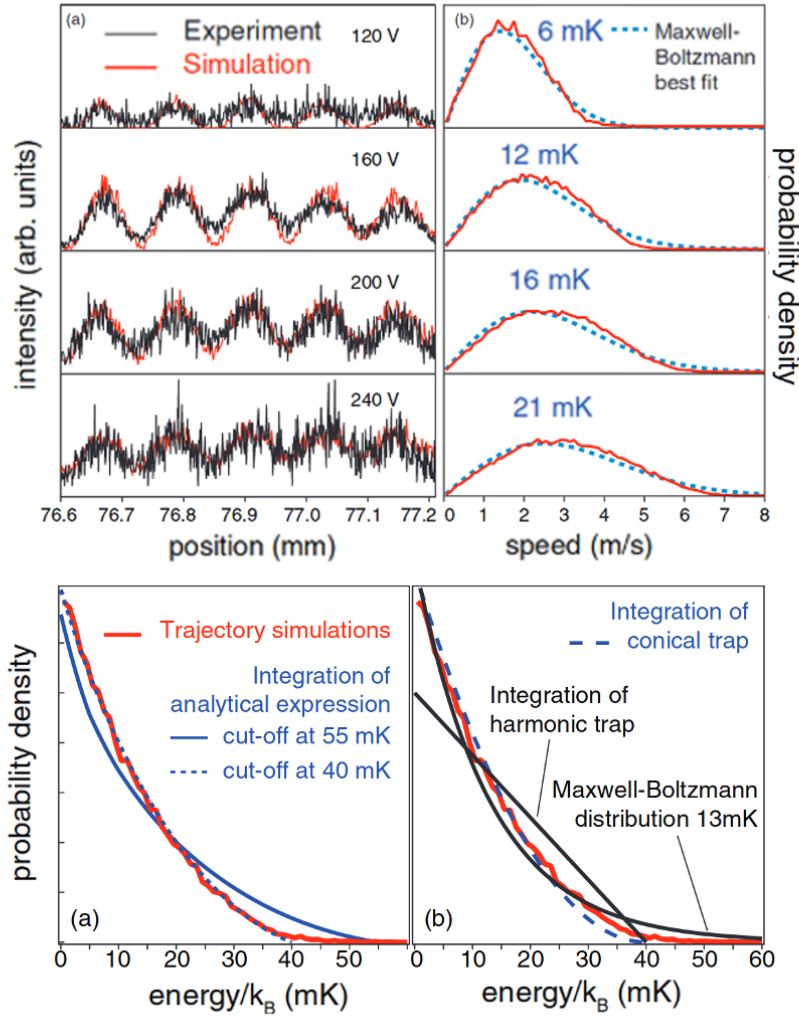 (a)
Experiment
Simulation
120 V
160 V
200 V
240 V
intensity (arb. units)
76.6 76.7 76.8 76.9 77.0 77.1 77.2
position (mm)
(b)
6 mK
Maxwell-
Boltzmann
best fit
12 mK
16 mK
21 mK
probability density
0 1 2 3 4 5 6 7 8
speed (m/s)
probability density
Trajectory simulations
Integration of
analytical expression
cut-off at 55 mK
cut-off at 40 mK
(a)
0 10 20 30 40 50
energy/kB (mK)
Integration of
conical trap
Integration of
harmonic trap
Maxwell-Boltzmann
distribution 13mK
(b)
0 10 20 30 40 50 60
energy/kB (mK)